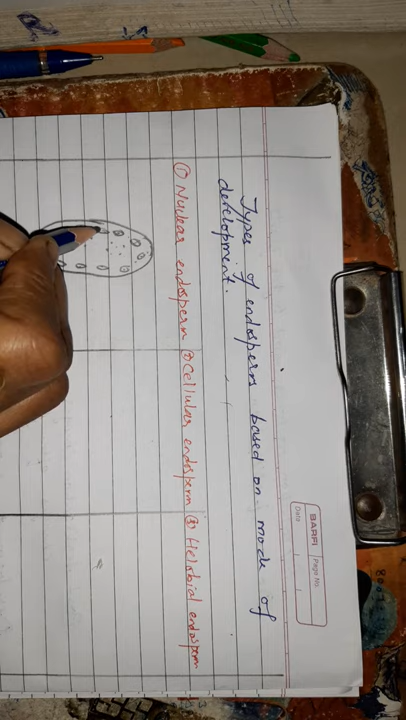 BARFI
Page No.
Date
Types of endosperm based on mode of
development.
① Nuclear endosperm ② Cellular endosperm ③ Helobial endosperm